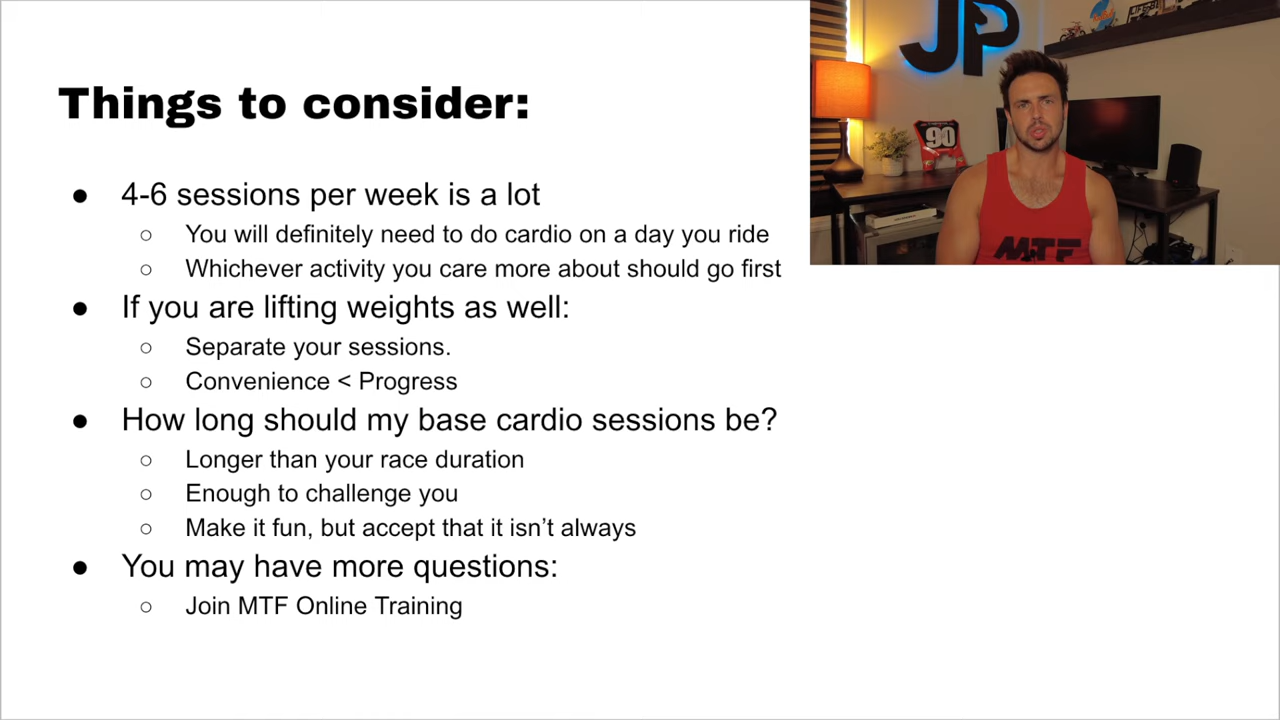 Things to consider:
● 4-6 sessions per week is a lot
○ You will definitely need to do cardio on a day you ride
○ Whichever activity you care more about should go first
● If you are lifting weights as well:
○ Separate your sessions.
○ Convenience < Progress
● How long should my base cardio sessions be?
○ Longer than your race duration
○ Enough to challenge you
○ Make it fun, but accept that it isn’t always
● You may have more questions:
○ Join MTF Online Training
JP
90
MTF